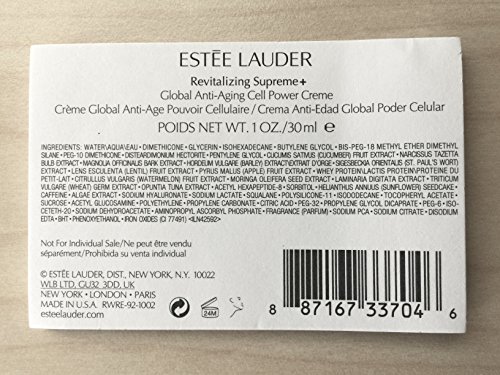 ESTĒE LAUDER
Revitalizing Supreme+
Global Anti-Aging Cell Power Creme
Crème Global Anti-Age Pouvoir Cellulaire / Crema Anti-Edad Global Poder Celular
POIDS NET WT. 1 OZ./30 ml ℮
INGREDIENTS: WATER\AQUA\EAU • DIMETHICONE • GLYCERIN • ISOHEXADECANE • BUTYLENE GLYCOL • BIS-PEG-18 METHYL ETHER DIMETHYL
SILANE • PEG-10 DIMETHICONE • DISTEARDIMONIUM HECTORITE • PENTYLENE GLYCOL • CUCUMIS SATIVUS (CUCUMBER) FRUIT EXTRACT • NARCISSUS TAZETTA
BULB EXTRACT • MAGNOLIA OFFICINALIS BARK EXTRACT • HORDEUM VULGARE (BARLEY) EXTRACT\EXTRAIT D'ORGE • SIGESBECKIA ORIENTALIS (ST. PAUL'S WORT)
EXTRACT • LENS ESCULENTA (LENTIL) FRUIT EXTRACT • PYRUS MALUS (APPLE) FRUIT EXTRACT • WHEY PROTEIN\LACTIS PROTEIN\PROTÉINE DU
PETIT-LAIT • CITRULLUS VULGARIS (WATERMELON) FRUIT EXTRACT • MORINGA OLEIFERA SEED EXTRACT • LAMINARIA DIGITATA EXTRACT • TRITICUM
VULGARE (WHEAT) GERM EXTRACT • OPUNTIA TUNA EXTRACT • ACETYL HEXAPEPTIDE-8 • SORBITOL • HELIANTHUS ANNUUS (SUNFLOWER) SEEDCAKE •
CAFFEINE • ALGAE EXTRACT • SODIUM HYALURONATE • SODIUM LACTATE • SQUALANE • POLYSILICONE-11 • ISODODECANE • TOCOPHERYL ACETATE •
SUCROSE • ACETYL GLUCOSAMINE • POLYETHYLENE • PROPYLENE CARBONATE • CITRIC ACID • PEG-32 • PROPYLENE GLYCOL DICAPRATE • PEG-6 • ISO-
CETETH-20 • SODIUM DEHYDROACETATE • AMINOPROPYL ASCORBYL PHOSPHATE • FRAGRANCE (PARFUM) • SODIUM PCA • SODIUM CITRATE • DISODIUM
EDTA • BHT • PHENOXYETHANOL • IRON OXIDES (CI 77491) <ILN42592>
Not For Individual Sale/Ne peut être vendu
séparément/Prohibida su venta individual
© ESTĒE LAUDER, DIST., NEW YORK, N.Y. 10022
WLB LTD, GU32 3DD, UK
NEW YORK • LONDON • PARIS
MADE IN U.S.A. RWRE-92-1002
esteelauder.com
24M
8 87167 33704 6